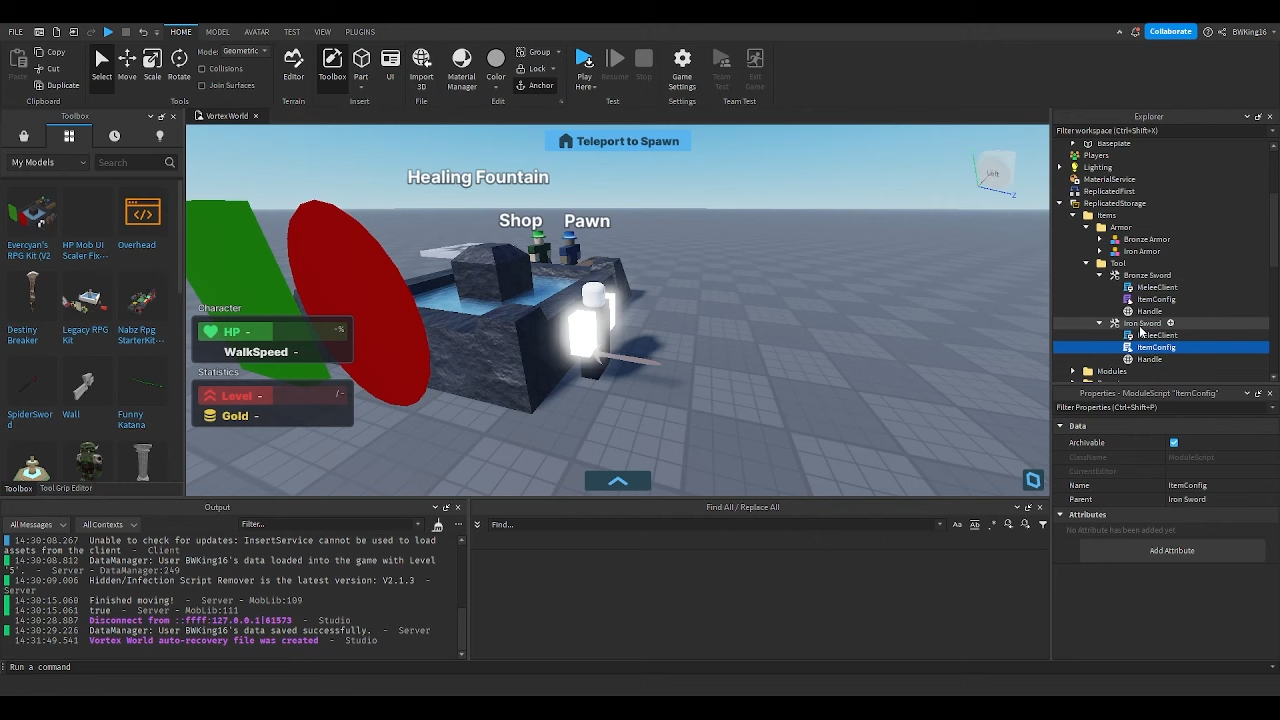 FILE HOME MODEL AVATAR TEST VIEW PLUGINS Collaborate BWKing16
Paste Copy Cut Duplicate Clipboard
Select Move Scale Rotate Mode: Geometric Collisions Join Surfaces Tools
Editor Terrain
Toolbox Part UI Insert
Import 3D File
Material Manager Color Group Lock Anchor Edit
Play Here Resume Stop Test
Game Settings Settings
Team Test Exit Game Team Test
Toolbox
My Models Search
Evercyan's RPG Kit (V2
HP Mob UI Scaler Fix...
Overhead
Destiny Breaker
Legacy RPG Kit
Nabz Rpg StarterKit...
SpiderSword
Wall
Funny Katana
Toolbox Tool Grip Editor
Vortex World
Teleport to Spawn
Healing Fountain
Shop Pawn
Left
Z
Character
HP - -%
WalkSpeed -
Statistics
Level - /-
Gold -
Explorer
Filter workspace (Ctrl+Shift+X)
Baseplate
Players
Lighting
MaterialService
ReplicatedFirst
ReplicatedStorage
Items
Armor
Bronze Armor
Iron Armor
Tool
Bronze Sword
MeleeClient
ItemConfig
Handle
Iron Sword
MeleeClient
ItemConfig
Handle
Modules
Properties - ModuleScript "ItemConfig"
Filter Properties (Ctrl+Shift+P)
Data
Archivable
ClassName ModuleScript
CurrentEditor
Name ItemConfig
Parent Iron Sword
Attributes
No Attribute has been added yet
Add Attribute
Output
All Messages All Contexts Filter...
14:30:08.267 Unable to check for updates: InsertService cannot be used to load
assets from the client - Client
14:30:08.812 DataManager: User BWKing16's data loaded into the game with Level
'5'. - Server - DataManager:249
14:30:09.006 Hidden/Infection Script Remover is the latest version: V2.1.3 -
Server
14:30:15.060 Finished moving! - Server - MobLib:109
14:30:15.061 true - Server - MobLib:111
14:30:28.887 Disconnect from ::ffff:127.0.0.1|61573 - Studio
14:30:29.226 DataManager: User BWKing16's data saved successfully. - Server
14:31:49.541 Vortex World auto-recovery file was created - Studio
Find All / Replace All
Find... Aa Ab .*
Run a command